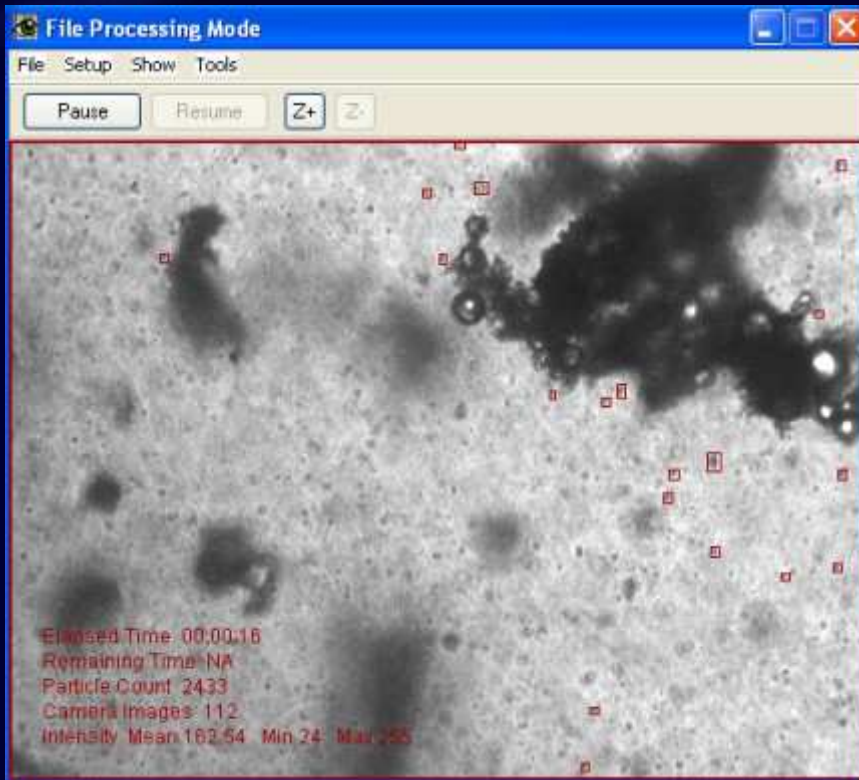 File Processing Mode
File Setup Show Tools
Pause Resume Z+ Z-
Elapsed Time 00:00:16
Remaining Time NA
Particle Count 2433
Camera Images 112
Intensity Mean 162.54 Min 24 Max 255